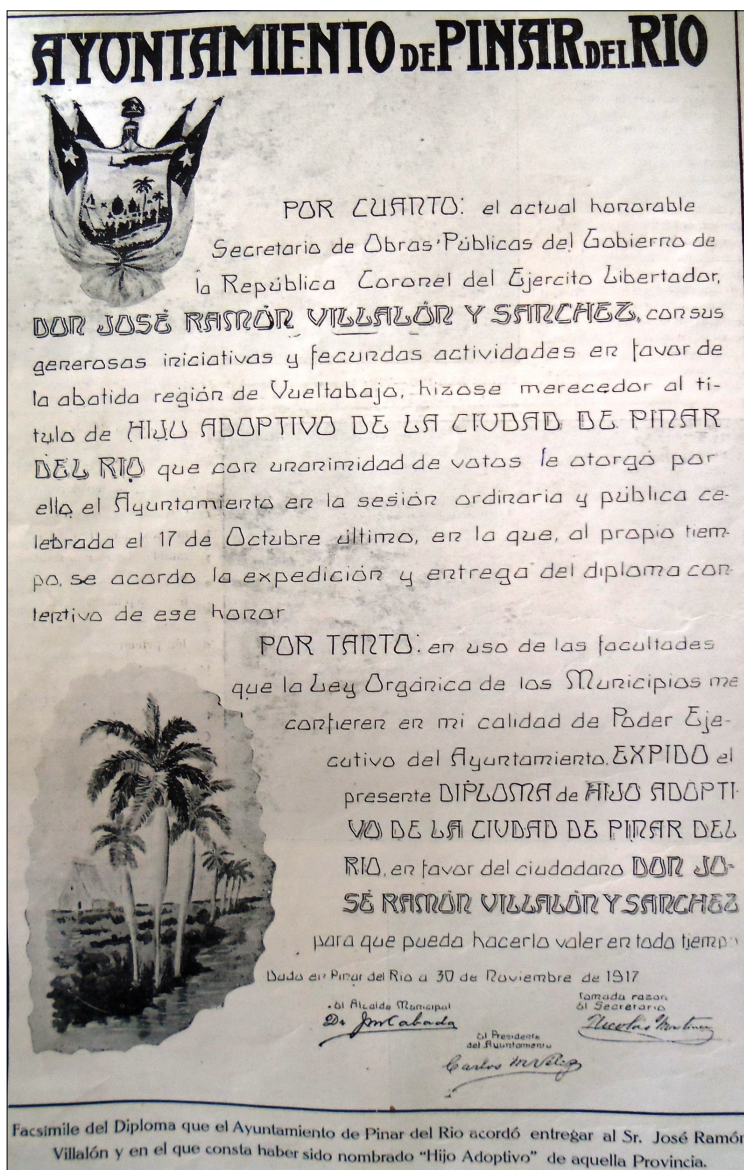 AYUNTAMIENTO DE PINAR DEL RIO
POR CUANTO: el actual honorable
Secretario de Obras Públicas del Gobierno de
la República Coronel del Ejercito Libertador,
DON JOSÉ RAMÓN VILLALÓN Y SANCHEZ, con sus
generosas iniciativas y fecundas actividades en favor de
la abatida región de Vueltabajo, hizose merecedor al ti-
tulo de HIJO ADOPTIVO DE LA CIUDAD DE PINAR
DEL RIO que con unanimidad de votos le otorgó por
ello el Ayuntamiento en la sesión ordinaria y pública ce-
lebrada el 17 de Octubre último, en la que, al propio tiem-
po, se acordo la expedición y entrega del diploma con-
tentivo de ese honor
POR TANTO: en uso de las facultades
que la Ley Orgánica de los Municipios me
confieren en mi calidad de Poder Eje-
cutivo del Ayuntamiento, EXPIDO el
presente DIPLOMA de HIJO ADOPTI-
VO DE LA CIUDAD DE PINAR DEL
RIO, en favor del ciudadano DON JO-
SÉ RAMÓN VILLALÓN Y SANCHEZ
para que pueda hacerlo valer en todo tiempo
Dado en Pinar del Rio a 30 de Noviembre de 1917
El Alcalde Municipal
Dr. Jm Cabada
tomada razon
El Secretario
Nicolás
El Presidente
del Ayuntamiento
Carlos M Vélez
Facsimile del Diploma que el Ayuntamiento de Pinar del Rio acordó entregar al Sr. José Ramón
Villalón y en el que consta haber sido nombrado "Hijo Adoptivo" de aquella Provincia.